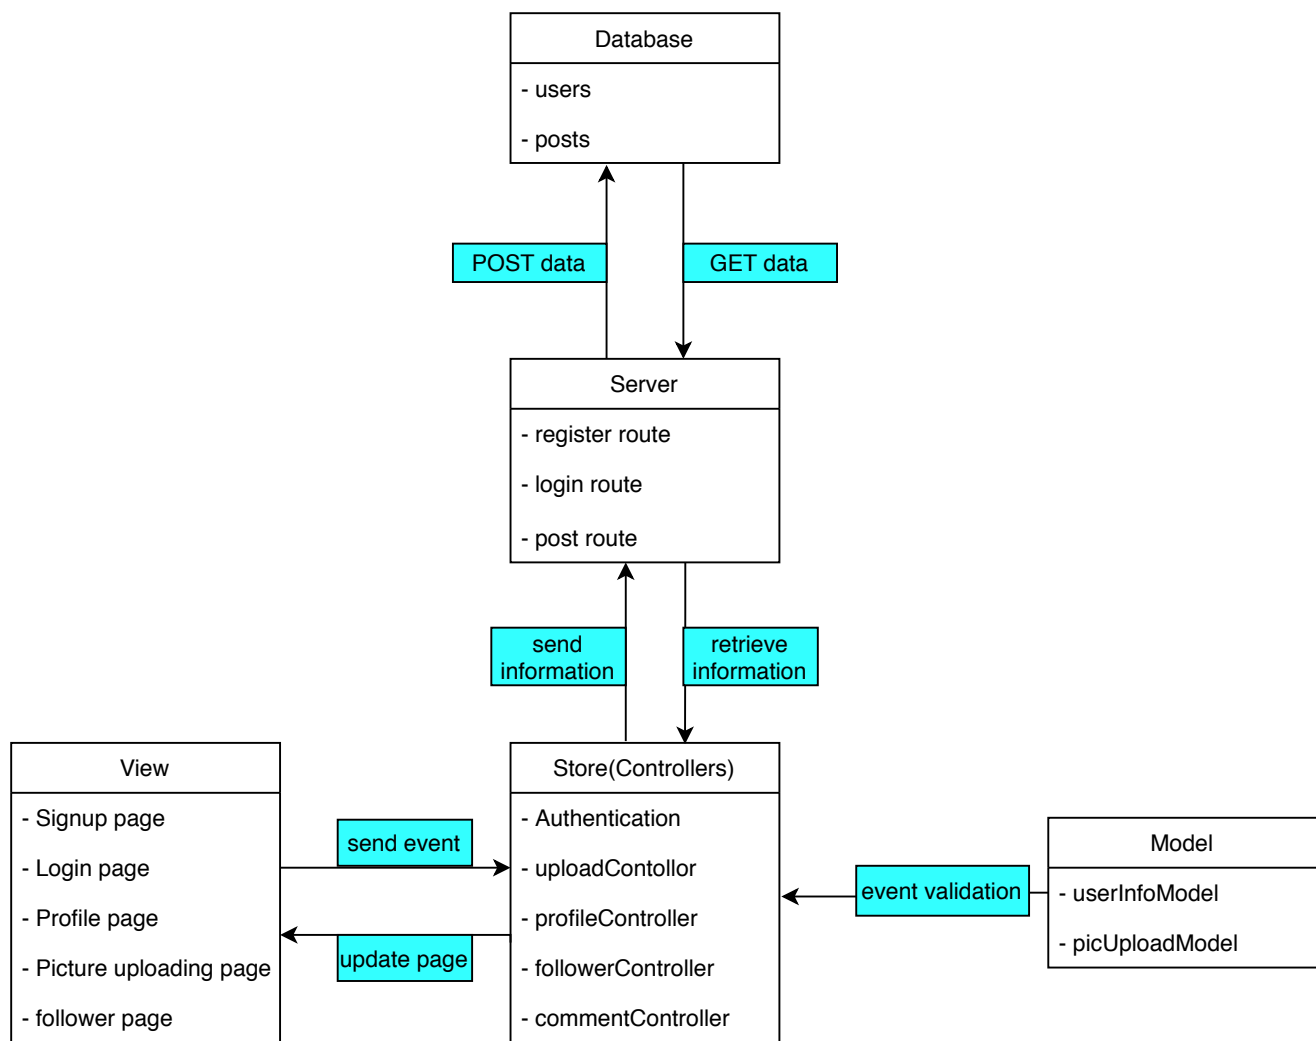 Database
- users
- posts
POST data
GET data
Server
- register route
- login route
- post route
send
information
retrieve
information
View
- Signup page
- Login page
- Profile page
- Picture uploading page
- follower page
send event
update page
Store(Controllers)
- Authentication
- uploadContollor
- profileController
- followerController
- commentController
event validation
Model
- userInfoModel
- picUploadModel